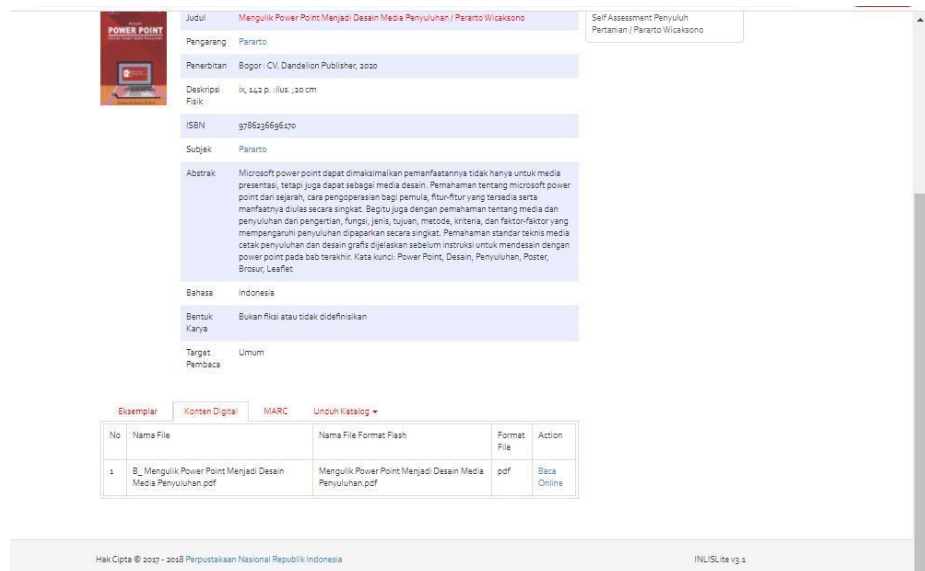 POWER POINT
Judul Mengulik Power Point Menjadi Desain Media Penyuluhan / Pararto Wicaksono
Pengarang Pararto
Penerbitan Bogor : CV. Dandelion Publisher, 2020
Deskripsi Fisik ix, 142 p. :ilus. ;20 cm
ISBN 9786236696170
Subjek Pararto
Abstrak Microsoft power point dapat dimaksimalkan pemanfaatannya tidak hanya untuk media
presentasi, tetapi juga dapat sebagai media desain. Pemahaman tentang microsoft power
point dari sejarah, cara pengoperasian bagi pemula, fitur-fitur yang tersedia serta
manfaatnya diulas secara singkat. Begitu juga dengan pemahaman tentang media dan
penyuluhan dari pengertian, fungsi, jenis, tujuan, metode, kriteria, dan faktor-faktor yang
mempengaruhi penyuluhan dipaparkan secara singkat. Pemahaman standar teknis media
cetak penyuluhan dan desain grafis dijelaskan sebelum instruksi untuk mendesain dengan
power point pada bab terakhir. Kata kunci: Power Point, Desain, Penyuluhan, Poster,
Brosur, Leaflet
Bahasa Indonesia
Bentuk Karya Bukan fiksi atau tidak didefinisikan
Target Pembaca Umum
Self Assessment Penyuluh
Pertanian / Pararto Wicaksono
Eksemplar Konten Digital MARC Unduh Katalog
No Nama File Nama File Format Flash Format File Action
1 B_ Mengulik Power Point Menjadi Desain Media Penyuluhan.pdf Mengulik Power Point Menjadi Desain Media Penyuluhan.pdf pdf Baca Online
Hak Cipta © 2017 - 2018 Perpustakaan Nasional Republik Indonesia INLISLite v3.1